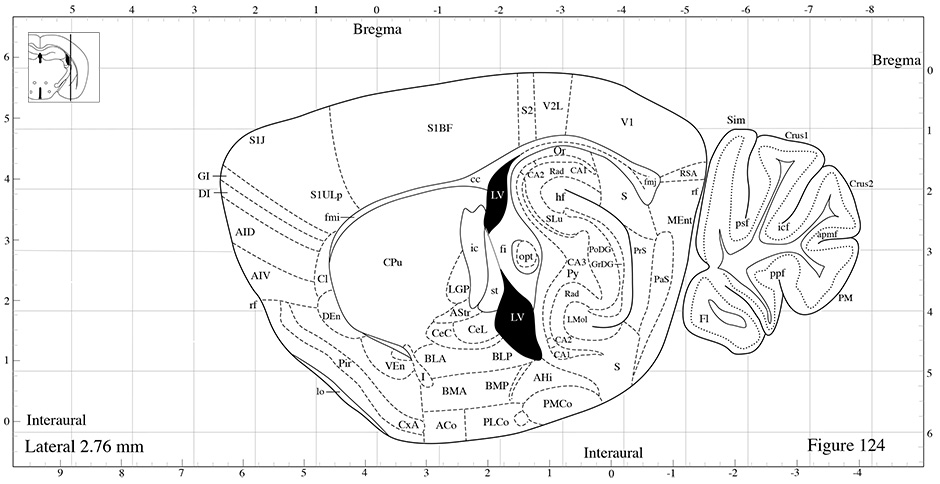 5 4 3 2 1 0 -1 -2 -3 -4 -5 -6 -7 -8
Bregma
Bregma
6 0
5 1
4 2
3 3
2 4
1 5
0 6
S2 V2L
V1
S1BF
S1J
Sim
Crus1
Or
CA2 Rad CA1
GI
cc
fmj
RSA
Crus2
DI
S1ULp
LV
hf
S
rf
fmi
SLu
MEnt
psf
icf
AID
apmf
ic
fi
PoDG
PrS
CPu
opt
GrDG
CA3
Py
AIV
Cl
PaS
ppf
LGP
st
Rad
PM
rf
AStr
DEn
LV
LMol
Fl
CeC
CeL
CA2
CA1
BLA
BLP
Pir
VEn
S
I
AHi
BMP
BMA
lo
PMCo
CxA
ACo
PLCo
Interaural
Lateral 2.76 mm
Figure 124
Interaural
9 8 7 6 5 4 3 2 1 0 -1 -2 -3 -4